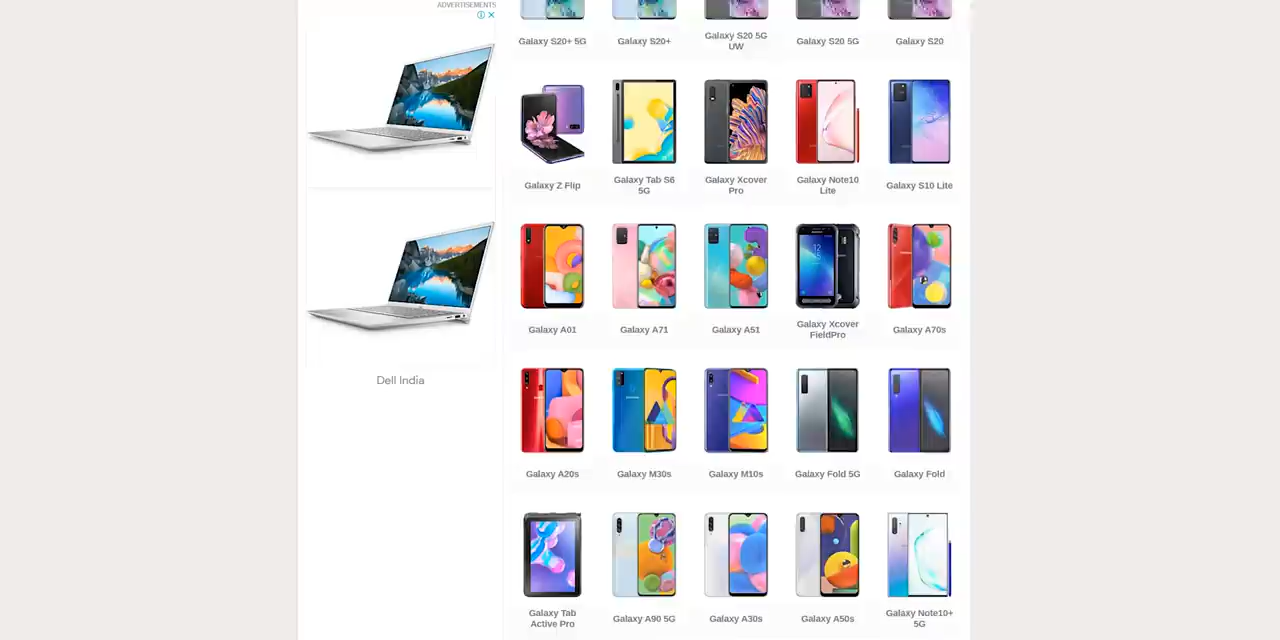 ADVERTISEMENTS
Galaxy S20+ 5G
Galaxy S20+
Galaxy S20 5G
UW
Galaxy S20 5G
Galaxy S20
Galaxy Z Flip
Galaxy Tab S6
5G
Galaxy Xcover
Pro
Galaxy Note10
Lite
Galaxy S10 Lite
Galaxy A01
Galaxy A71
Galaxy A51
Galaxy Xcover
FieldPro
Galaxy A70s
Dell India
Galaxy A20s
Galaxy M30s
Galaxy M10s
Galaxy Fold 5G
Galaxy Fold
Galaxy Tab
Active Pro
Galaxy A90 5G
Galaxy A30s
Galaxy A50s
Galaxy Note10+
5G